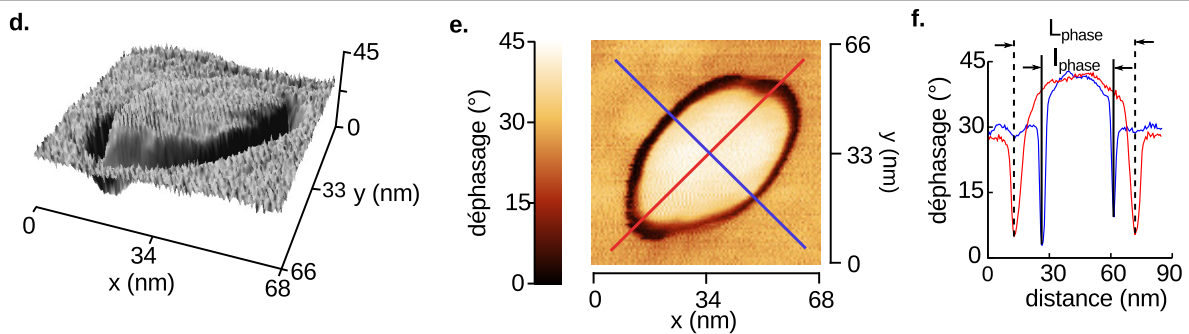 d.
45
0
33
y (nm)
66
0
34
x (nm)
68
e.
45
30
15
0
déphasage (°)
66
33
0
y (nm)
0
34
68
x (nm)
f.
Lphase
lphase
45
30
15
0
déphasage (°)
0
30
60
90
distance (nm)